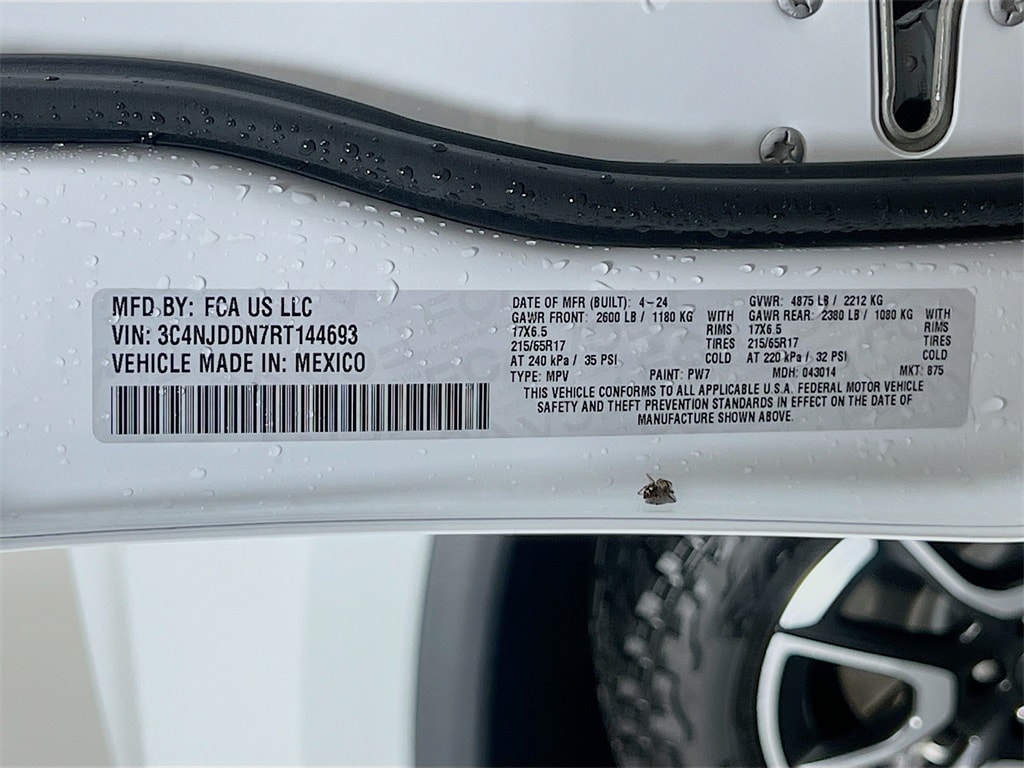 MFD BY: FCA US LLC
VIN: 3C4NJDDN7RT144693
VEHICLE MADE IN: MEXICO
DATE OF MFR (BUILT): 4-24
GAWR FRONT: 2600 LB / 1180 KG WITH
17X6.5 RIMS
215/65R17 TIRES
AT 240 kPa / 35 PSI COLD
GVWR: 4875 LB / 2212 KG
GAWR REAR: 2380 LB / 1080 KG WITH
17X6.5 RIMS
215/65R17 TIRES
AT 220 kPa / 32 PSI COLD
TYPE: MPV PAINT: PW7 MDH: 043014 MKT: 875
THIS VEHICLE CONFORMS TO ALL APPLICABLE U.S.A. FEDERAL MOTOR VEHICLE
SAFETY AND THEFT PREVENTION STANDARDS IN EFFECT ON THE DATE OF
MANUFACTURE SHOWN ABOVE.